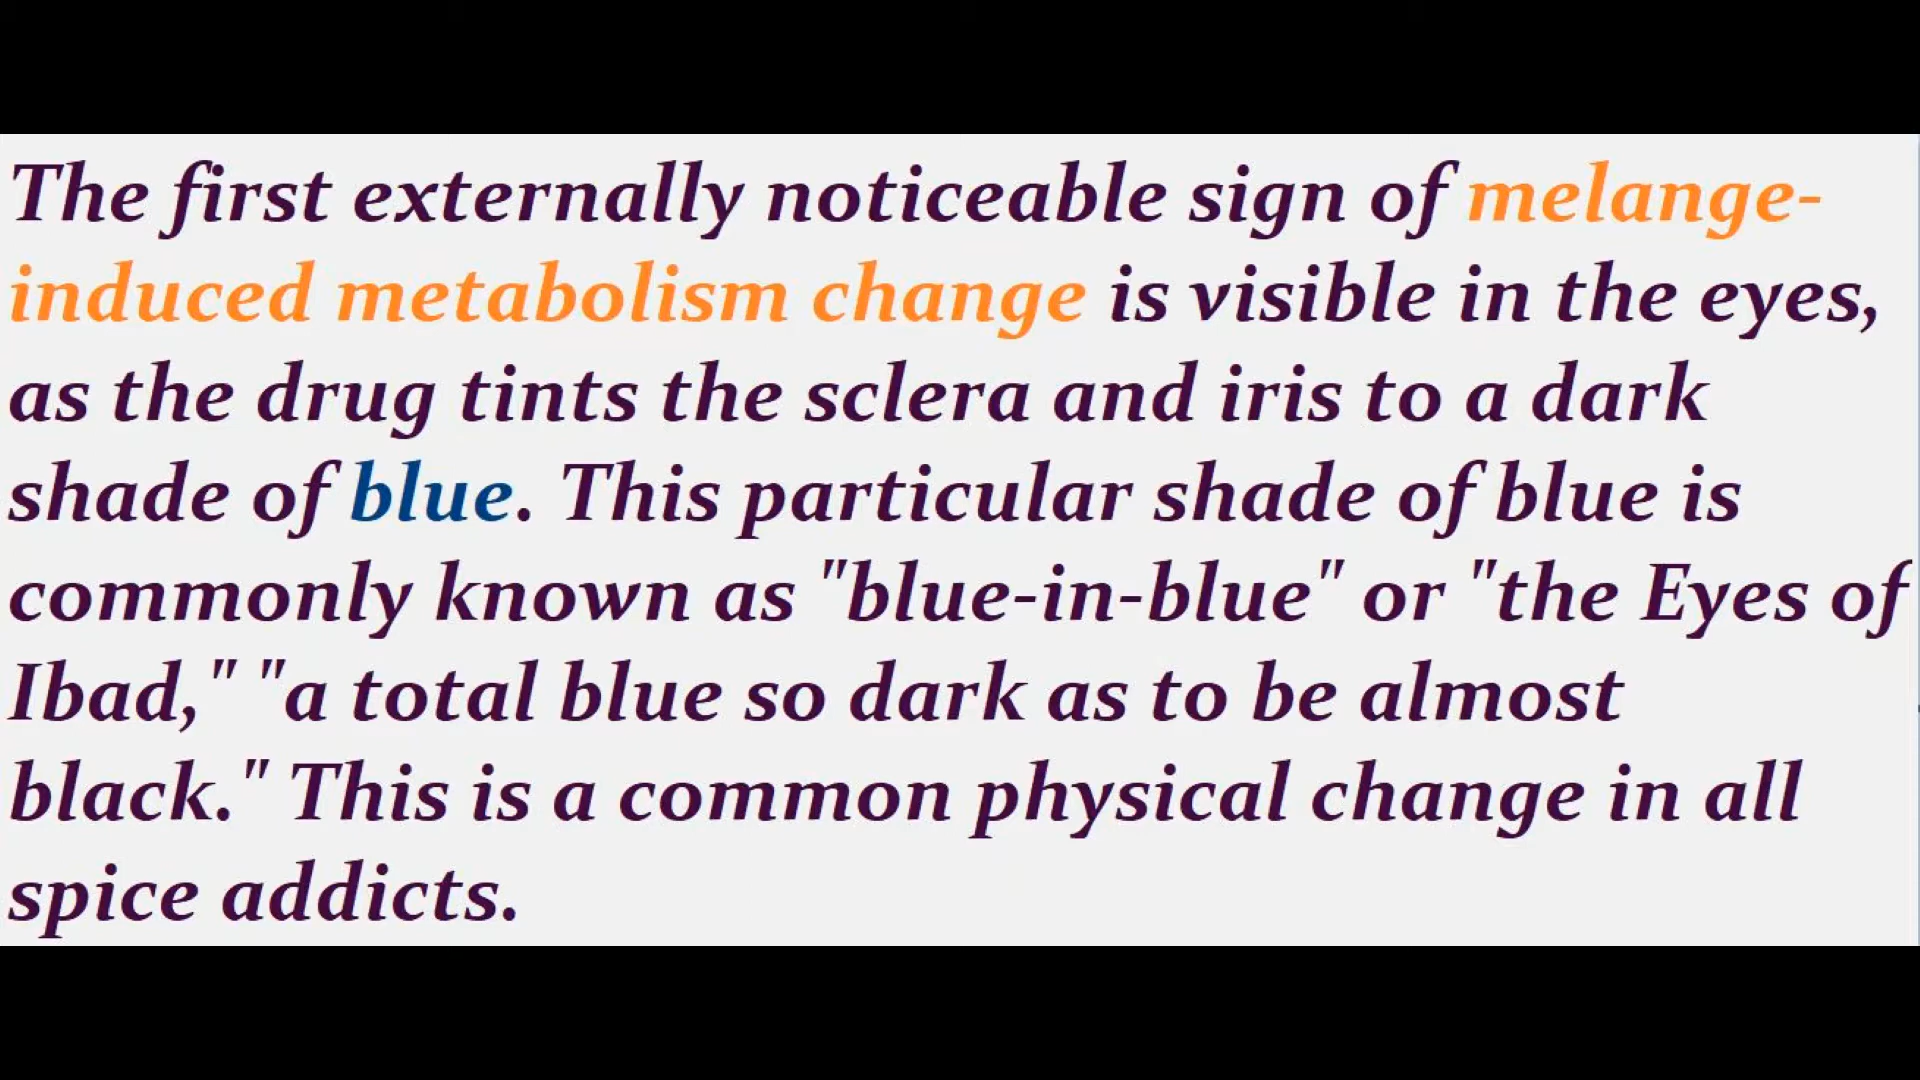 The first externally noticeable sign of melange-
induced metabolism change is visible in the eyes,
as the drug tints the sclera and iris to a dark
shade of blue. This particular shade of blue is
commonly known as "blue-in-blue" or "the Eyes of
Ibad," "a total blue so dark as to be almost
black." This is a common physical change in all
spice addicts.